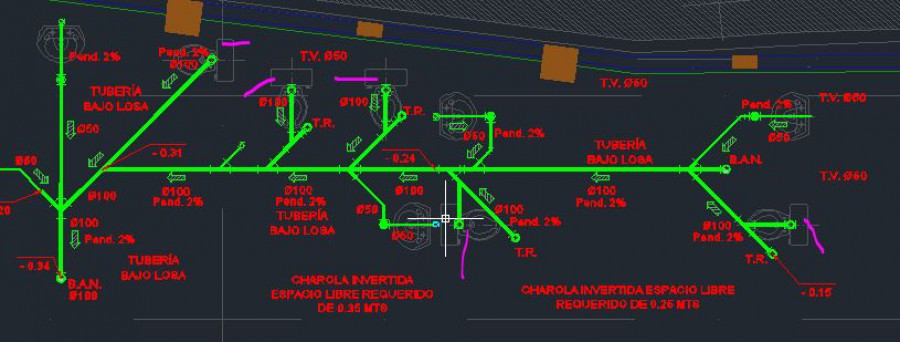 T.V. Ø50
Pend. 2%
Pend. 2%
Ø100
T.V. Ø60
TUBERÍA
BAJO LOSA
Ø100
Ø100
T.R.
T.R.
Pend. 2%
T.V. Ø60
Ø50
Ø50
Pend. 2%
Ø50
- 0.31
- 0.24
TUBERÍA
BAJO LOSA
B.A.N.
Ø60
Ø100
Pend. 2%
Ø100
Pend. 2%
Ø100
Ø100
Pend. 2%
T.V. Ø60
Ø100
20
TUBERÍA
BAJO LOSA
Ø50
Ø100
Pend. 2%
Ø100
Pend. 2%
Ø100
Pend. 2%
Ø60
T.R.
T.R.
- 0.34
TUBERÍA
BAJO LOSA
B.A.N.
Ø100
CHAROLA INVERTIDA
ESPACIO LIBRE REQUERIDO
DE 0.35 MTS
CHAROLA INVERTIDA ESPACIO LIBRE
REQUERIDO DE 0.25 MTS
- 0.15